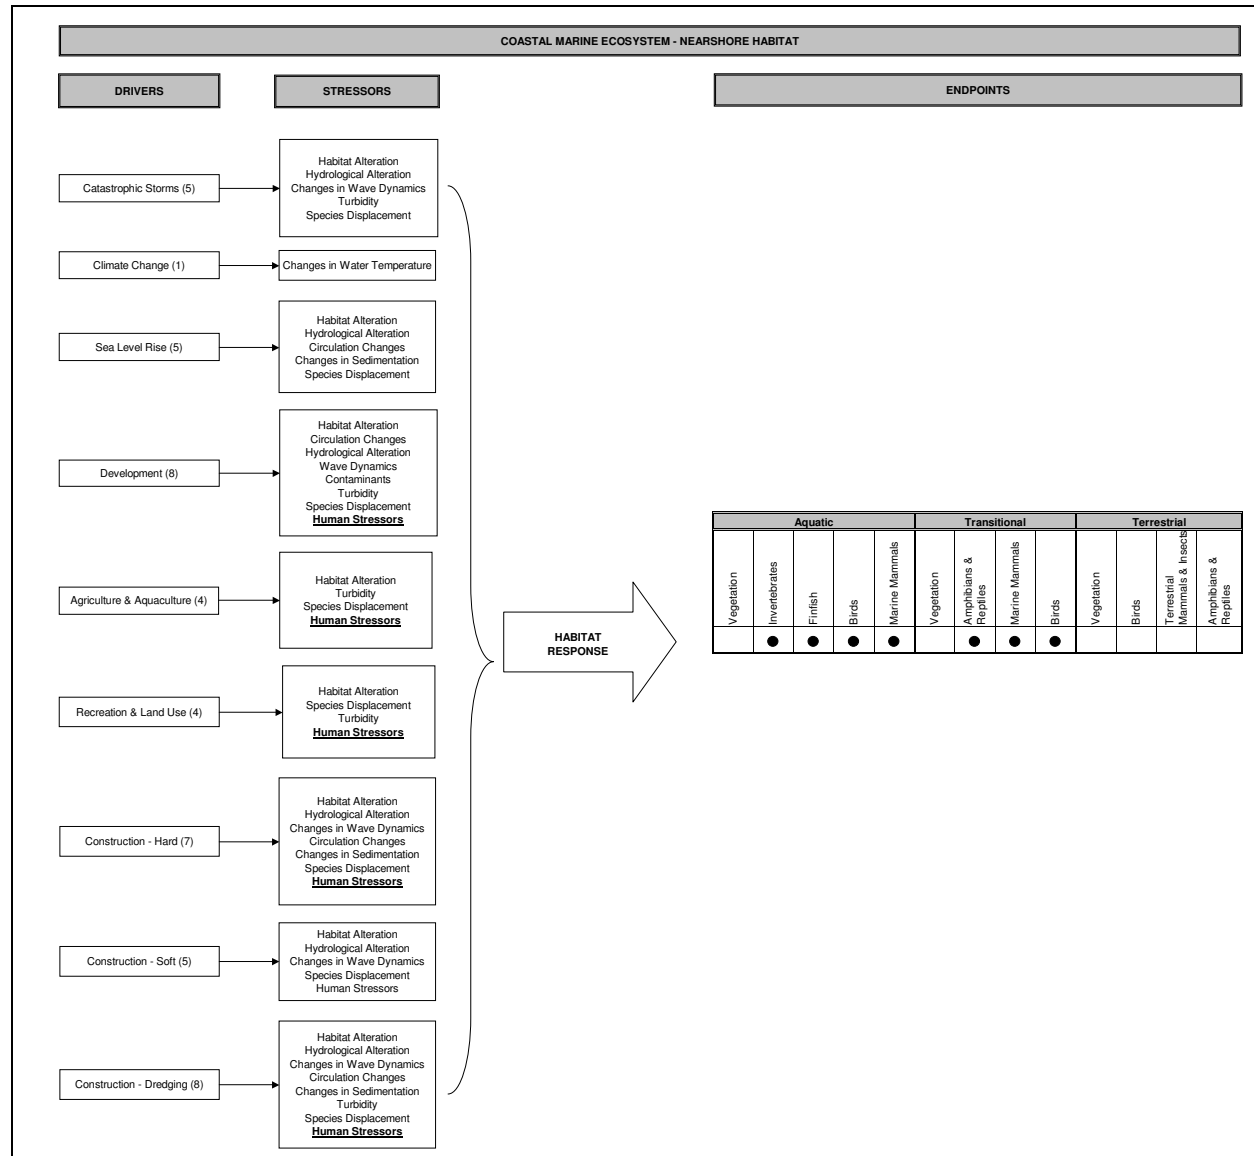 COASTAL MARINE ECOSYSTEM - NEARSHORE HABITAT
DRIVERS
STRESSORS
ENDPOINTS
Catastrophic Storms (5)
Habitat Alteration
Hydrological Alteration
Changes in Wave Dynamics
Turbidity
Species Displacement
Climate Change (1)
Changes in Water Temperature
Sea Level Rise (5)
Habitat Alteration
Hydrological Alteration
Circulation Changes
Changes in Sedimentation
Species Displacement
Development (8)
Habitat Alteration
Circulation Changes
Hydrological Alteration
Wave Dynamics
Contaminants
Turbidity
Species Displacement
Human Stressors
Agriculture & Aquaculture (4)
Habitat Alteration
Turbidity
Species Displacement
Human Stressors
Recreation & Land Use (4)
Habitat Alteration
Species Displacement
Turbidity
Human Stressors
Construction - Hard (7)
Habitat Alteration
Hydrological Alteration
Changes in Wave Dynamics
Circulation Changes
Changes in Sedimentation
Species Displacement
Human Stressors
Construction - Soft (5)
Habitat Alteration
Hydrological Alteration
Changes in Wave Dynamics
Species Displacement
Human Stressors
Construction - Dredging (8)
Habitat Alteration
Hydrological Alteration
Changes in Wave Dynamics
Circulation Changes
Changes in Sedimentation
Turbidity
Species Displacement
Human Stressors
HABITAT
RESPONSE
Aquatic
Transitional
Terrestrial
Vegetation
Invertebrates
Finfish
Birds
Marine Mammals
Vegetation
Amphibians &
Reptiles
Marine Mammals
Birds
Vegetation
Birds
Terrestrial
Mammals & Insects
Amphibians &
Reptiles